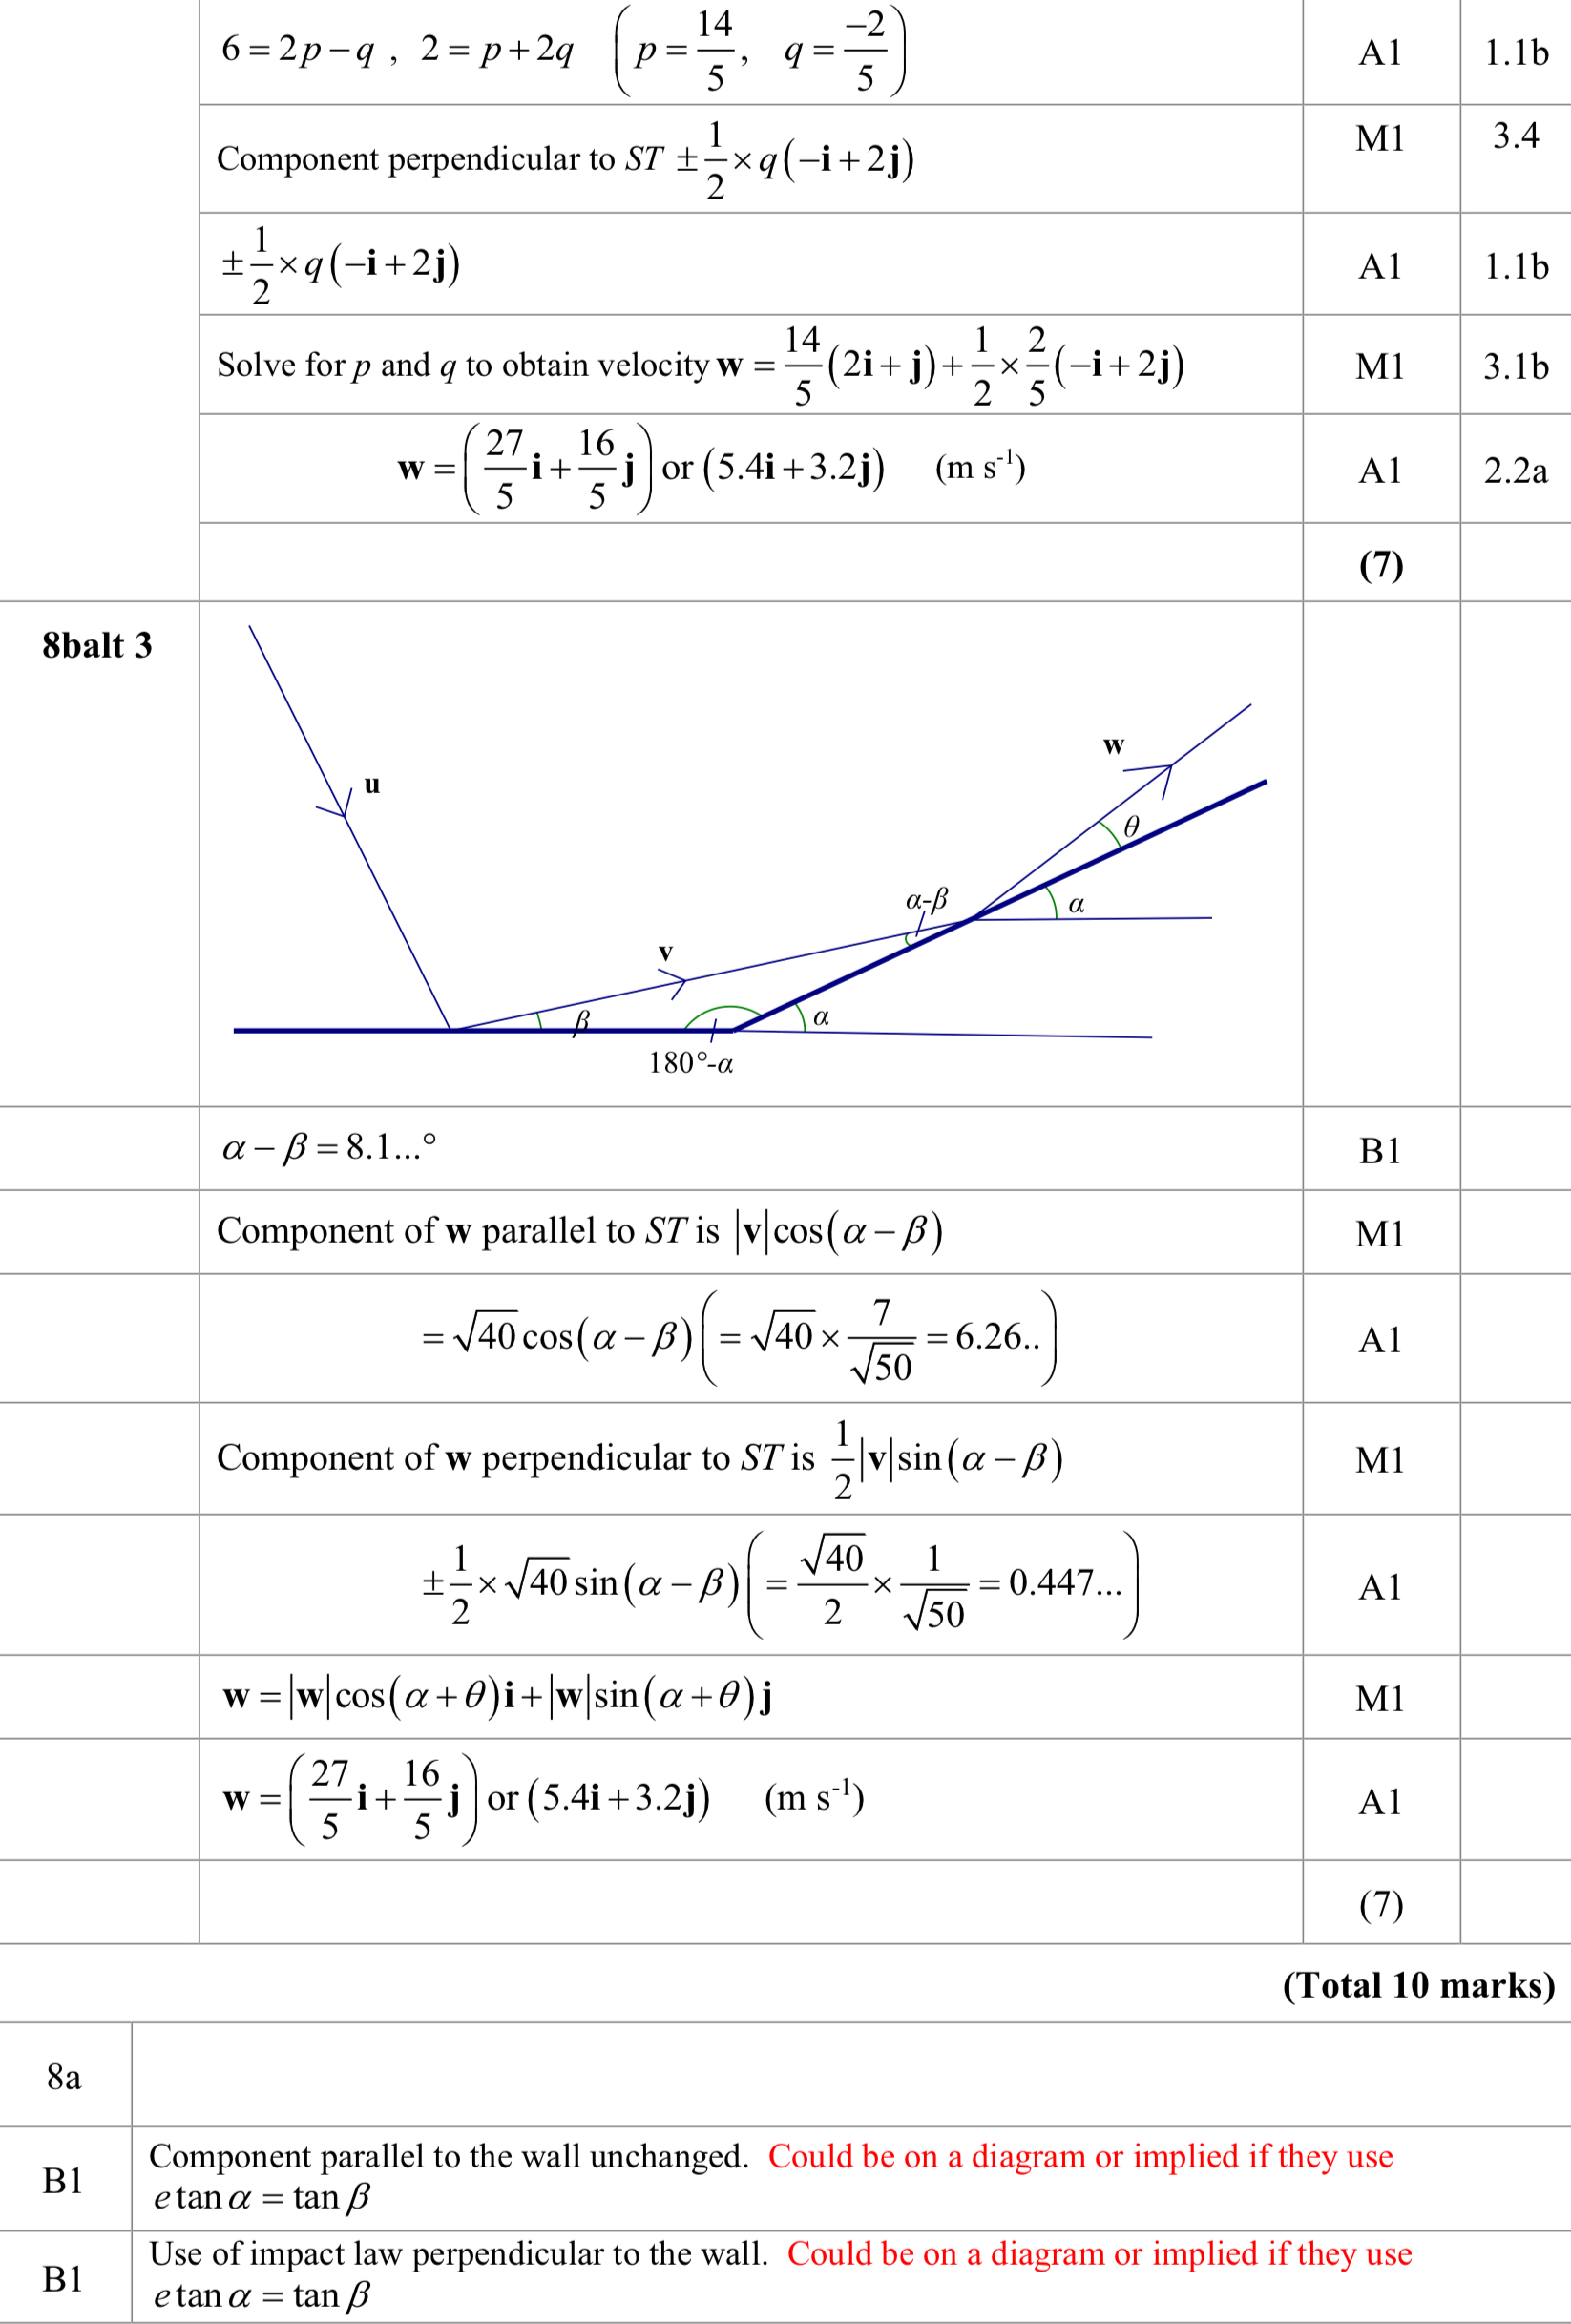 6 = 2p − q , 2 = p + 2q (p = 14/5, q = −2/5) A1 1.1b
Component perpendicular to ST ± 1/2 × q(−i + 2j) M1 3.4
± 1/2 × q(−i + 2j) A1 1.1b
Solve for p and q to obtain velocity w = 14/5 (2i + j) + 1/2 × 2/5 (−i + 2j) M1 3.1b
w = (27/5 i + 16/5 j) or (5.4i + 3.2j) (m s⁻¹) A1 2.2a
(7)
8balt 3
w
u
θ
α-β
α
v
β
α
180°-α
α − β = 8.1...° B1
Component of w parallel to ST is |v|cos(α − β) M1
= √40 cos(α − β) (= √40 × 7/√50 = 6.26..) A1
Component of w perpendicular to ST is 1/2 |v|sin(α − β) M1
± 1/2 × √40 sin(α − β) (= √40/2 × 1/√50 = 0.447...) A1
w = |w|cos(α + θ)i + |w|sin(α + θ)j M1
w = (27/5 i + 16/5 j) or (5.4i + 3.2j) (m s⁻¹) A1
(7)
(Total 10 marks)
8a
B1 Component parallel to the wall unchanged. Could be on a diagram or implied if they use
e tan α = tan β
B1 Use of impact law perpendicular to the wall. Could be on a diagram or implied if they use
e tan α = tan β